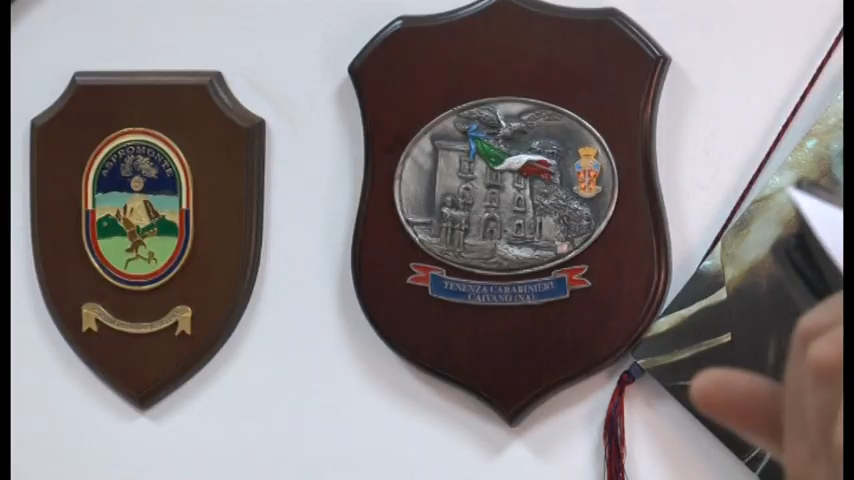 ASPROMONTE
TENENZA CARABINIERI
CAIVANO (NA)